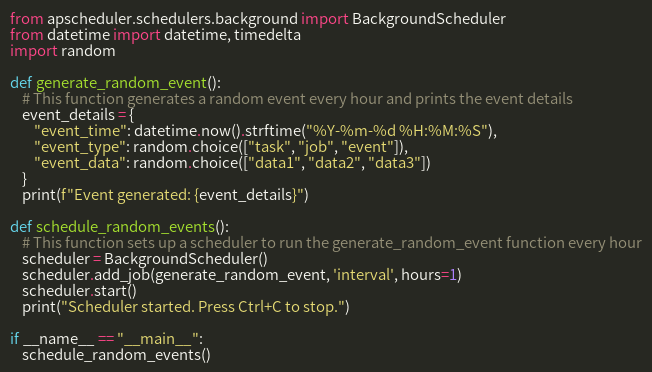 from apscheduler.schedulers.background import BackgroundScheduler
from datetime import datetime, timedelta
import random

def generate_random_event():
    # This function generates a random event every hour and prints the event details
    event_details = {
        "event_time": datetime.now().strftime("%Y-%m-%d %H:%M:%S"),
        "event_type": random.choice(["task", "job", "event"]),
        "event_data": random.choice(["data1", "data2", "data3"])
    }
    print(f"Event generated: {event_details}")

def schedule_random_events():
    # This function sets up a scheduler to run the generate_random_event function every hour
    scheduler = BackgroundScheduler()
    scheduler.add_job(generate_random_event, 'interval', hours=1)
    scheduler.start()
    print("Scheduler started. Press Ctrl+C to stop.")

if __name__ == "__main__":
    schedule_random_events()